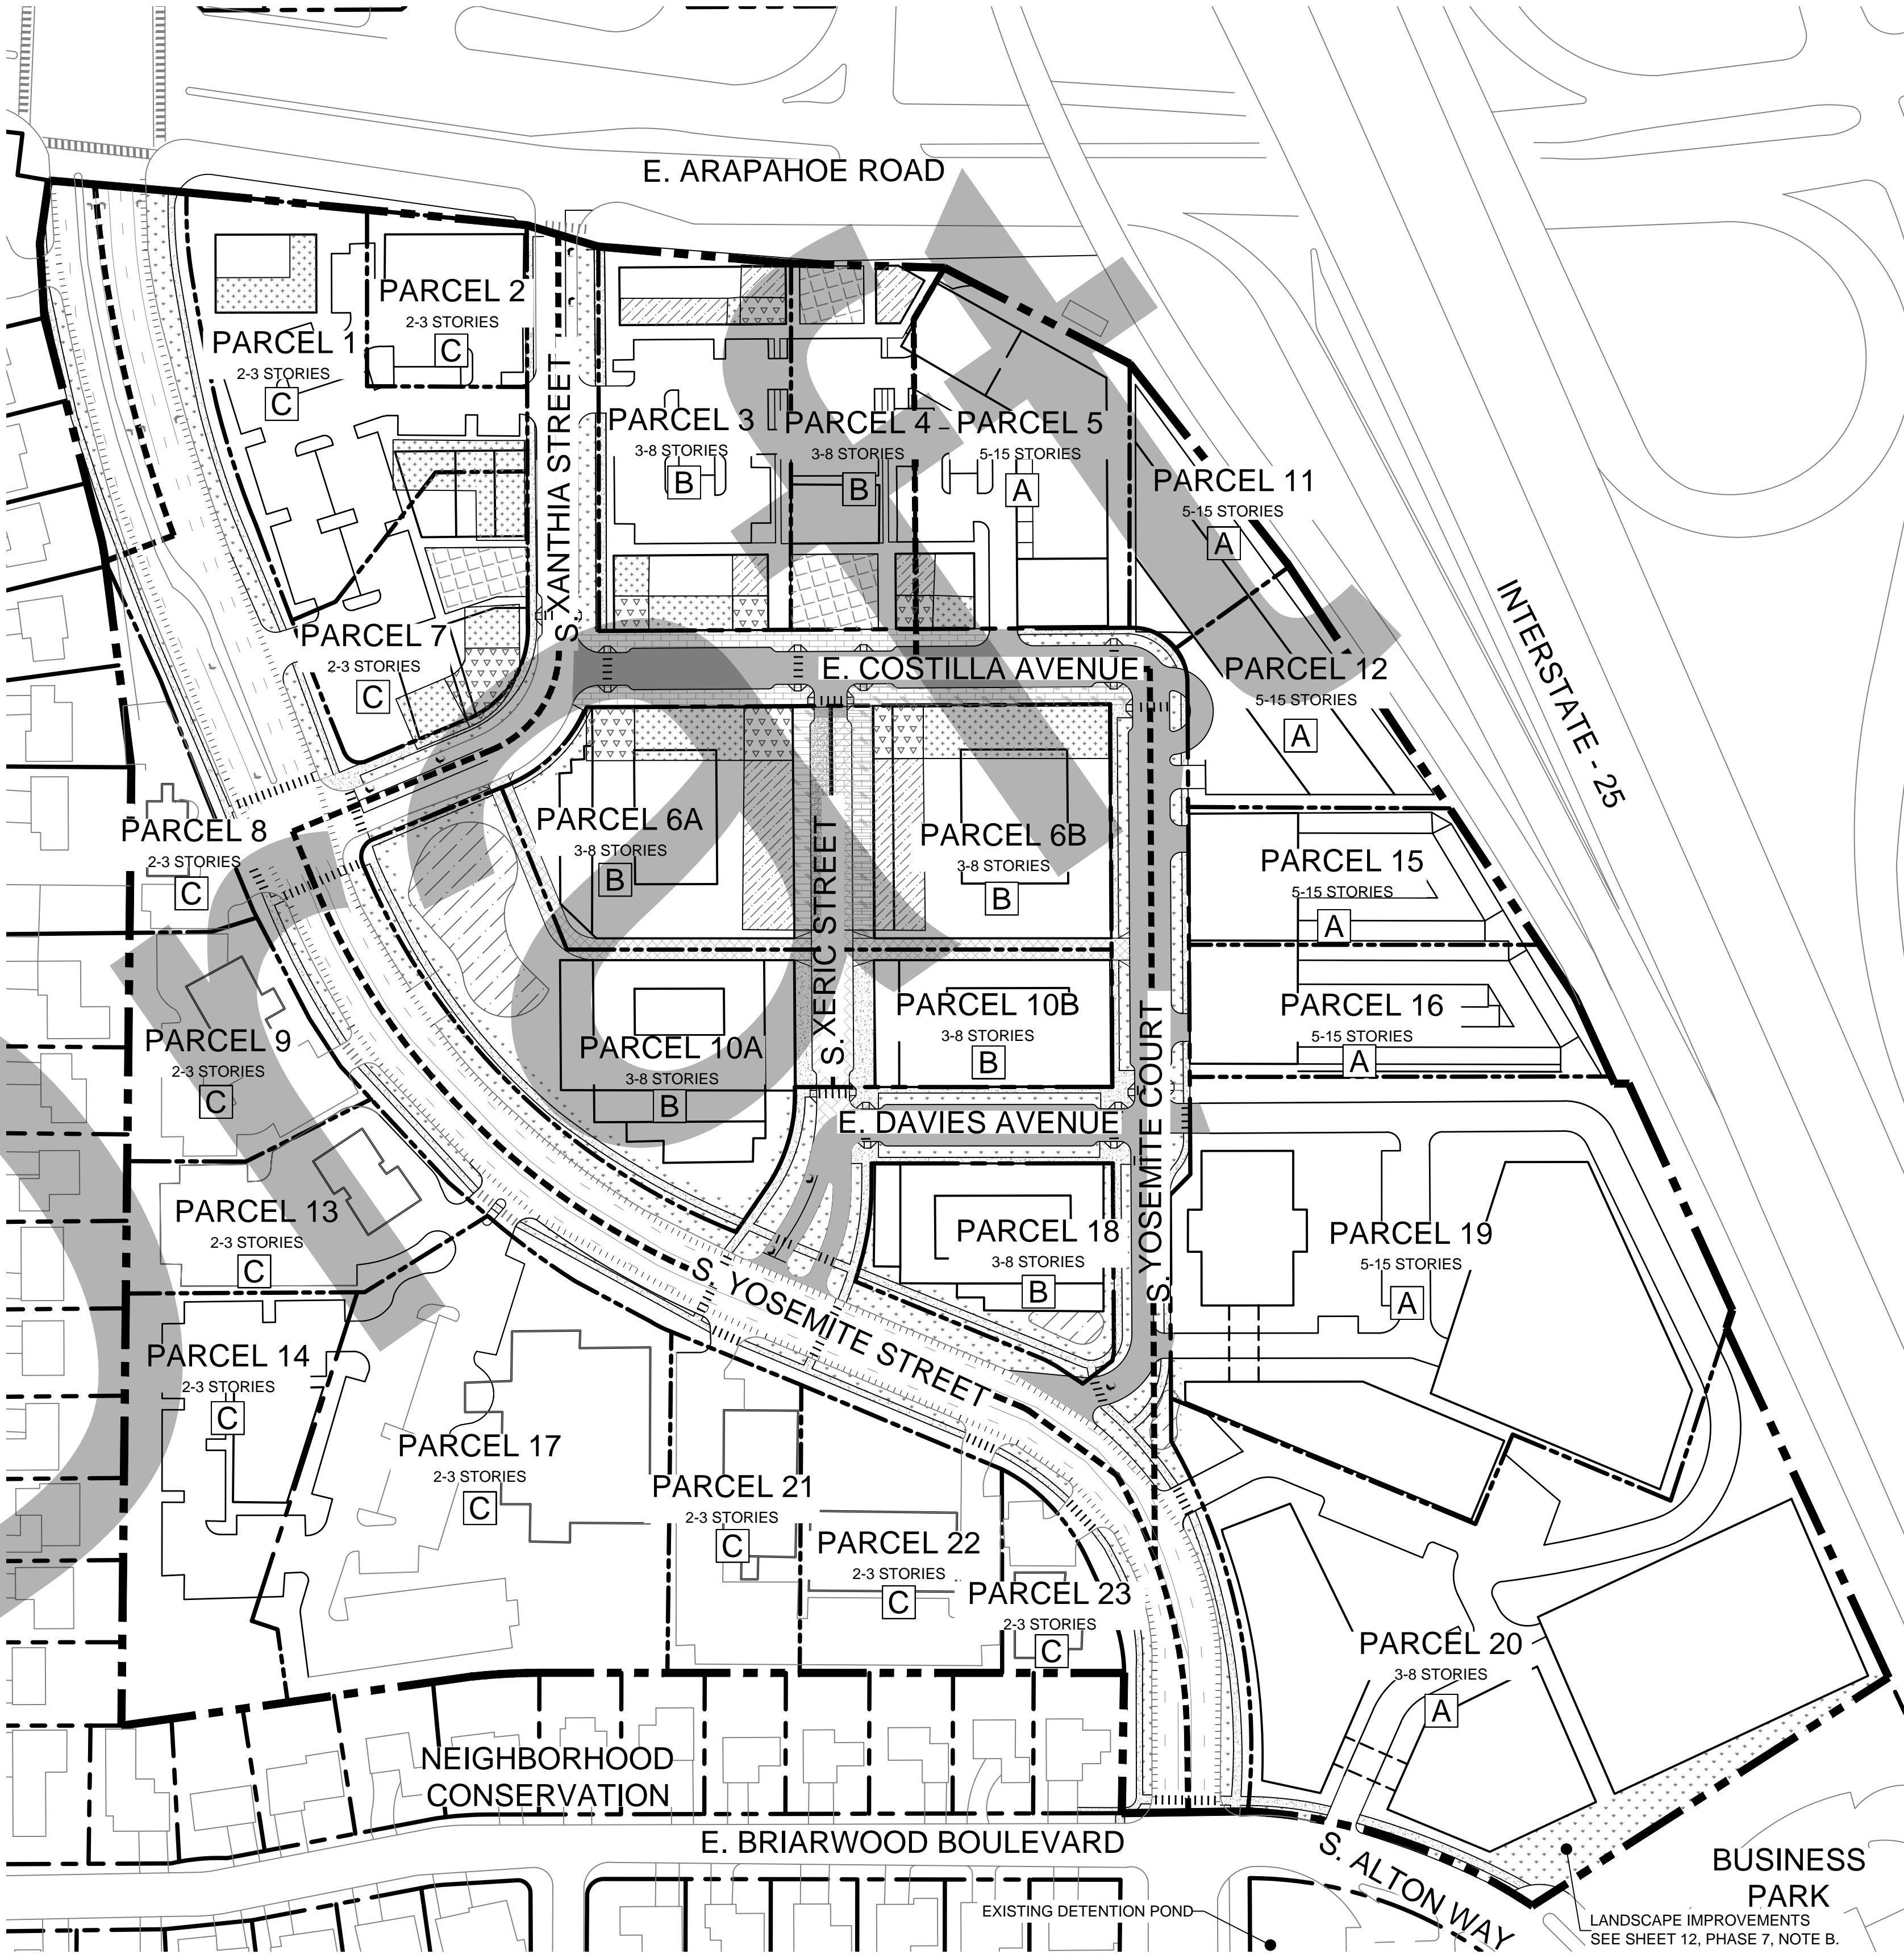 E. ARAPAHOE ROAD
PARCEL 2
2-3 STORIES
C
PARCEL 1
2-3 STORIES
C
S. XANTHIA STREET
PARCEL 3
3-8 STORIES
B
PARCEL 4
3-8 STORIES
B
PARCEL 5
5-15 STORIES
A
PARCEL 11
5-15 STORIES
A
INTERSTATE - 25
PARCEL 7
2-3 STORIES
C
E. COSTILLA AVENUE
PARCEL 12
5-15 STORIES
A
PARCEL 8
2-3 STORIES
C
PARCEL 6A
3-8 STORIES
B
S. XERIC STREET
PARCEL 6B
3-8 STORIES
B
PARCEL 15
5-15 STORIES
A
PARCEL 9
2-3 STORIES
C
PARCEL 10A
3-8 STORIES
B
PARCEL 10B
3-8 STORIES
B
S. YOSEMITE COURT
PARCEL 16
5-15 STORIES
A
E. DAVIES AVENUE
PARCEL 13
2-3 STORIES
C
PARCEL 18
3-8 STORIES
B
PARCEL 19
5-15 STORIES
A
S. YOSEMITE STREET
PARCEL 14
2-3 STORIES
C
PARCEL 17
2-3 STORIES
C
PARCEL 21
2-3 STORIES
C
PARCEL 22
2-3 STORIES
C
PARCEL 23
2-3 STORIES
C
PARCEL 20
3-8 STORIES
A
NEIGHBORHOOD
CONSERVATION
E. BRIARWOOD BOULEVARD
S. ALTON WAY
BUSINESS
PARK
EXISTING DETENTION POND
LANDSCAPE IMPROVEMENTS
SEE SHEET 12, PHASE 7, NOTE B.
Draft